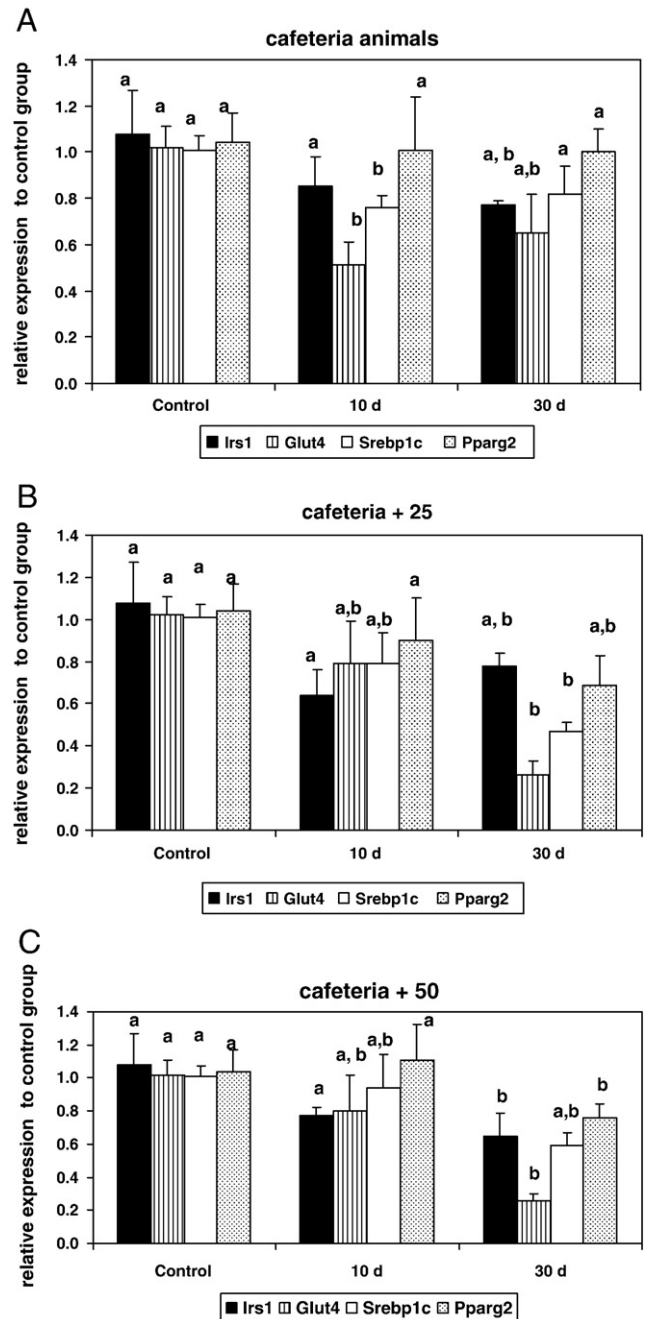 A
cafeteria animals
relative expression to control group
1.4
1.2
1.0
0.8
0.6
0.4
0.2
0.0
a a a a
a b b a
a, b a,b a a
Control 10 d 30 d
Irs1 Glut4 Srebp1c Pparg2
B
cafeteria + 25
relative expression to control group
1.4
1.2
1.0
0.8
0.6
0.4
0.2
0.0
a a a a
a a,b a,b a
a, b b b a,b
Control 10 d 30 d
Irs1 Glut4 Srebp1c Pparg2
C
cafeteria + 50
relative expression to control group
1.4
1.2
1.0
0.8
0.6
0.4
0.2
0.0
a a a a
a a, b a,b a
b b a,b b
Control 10 d 30 d
Irs1 Glut4 Srebp1c Pparg2